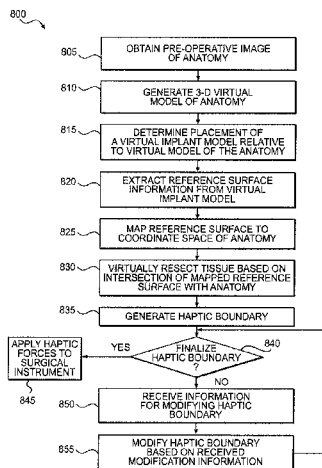 800
805
OBTAIN PRE-OPERATIVE IMAGE
OF ANATOMY
810
GENERATE 3-D VIRTUAL
MODEL OF ANATOMY
815
DETERMINE PLACEMENT OF
A VIRTUAL IMPLANT MODEL RELATIVE
TO VIRTUAL MODEL OF THE ANATOMY
820
EXTRACT REFERENCE SURFACE
INFORMATION FROM VIRTUAL
IMPLANT MODEL
825
MAP REFERENCE SURFACE TO
COORDINATE SPACE OF ANATOMY
830
VIRTUALLY RESECT TISSUE BASED ON
INTERSECTION OF MAPPED REFERENCE
SURFACE WITH ANATOMY
835
GENERATE HAPTIC BOUNDARY
840
FINALIZE
HAPTIC BOUNDARY
?
YES
NO
APPLY HAPTIC
FORCES TO
SURGICAL
INSTRUMENT
845
850
RECEIVE INFORMATION
FOR MODIFYING HAPTIC
BOUNDARY
855
MODIFY HAPTIC BOUNDARY
BASED ON RECEIVED
MODIFICATION INFORMATION